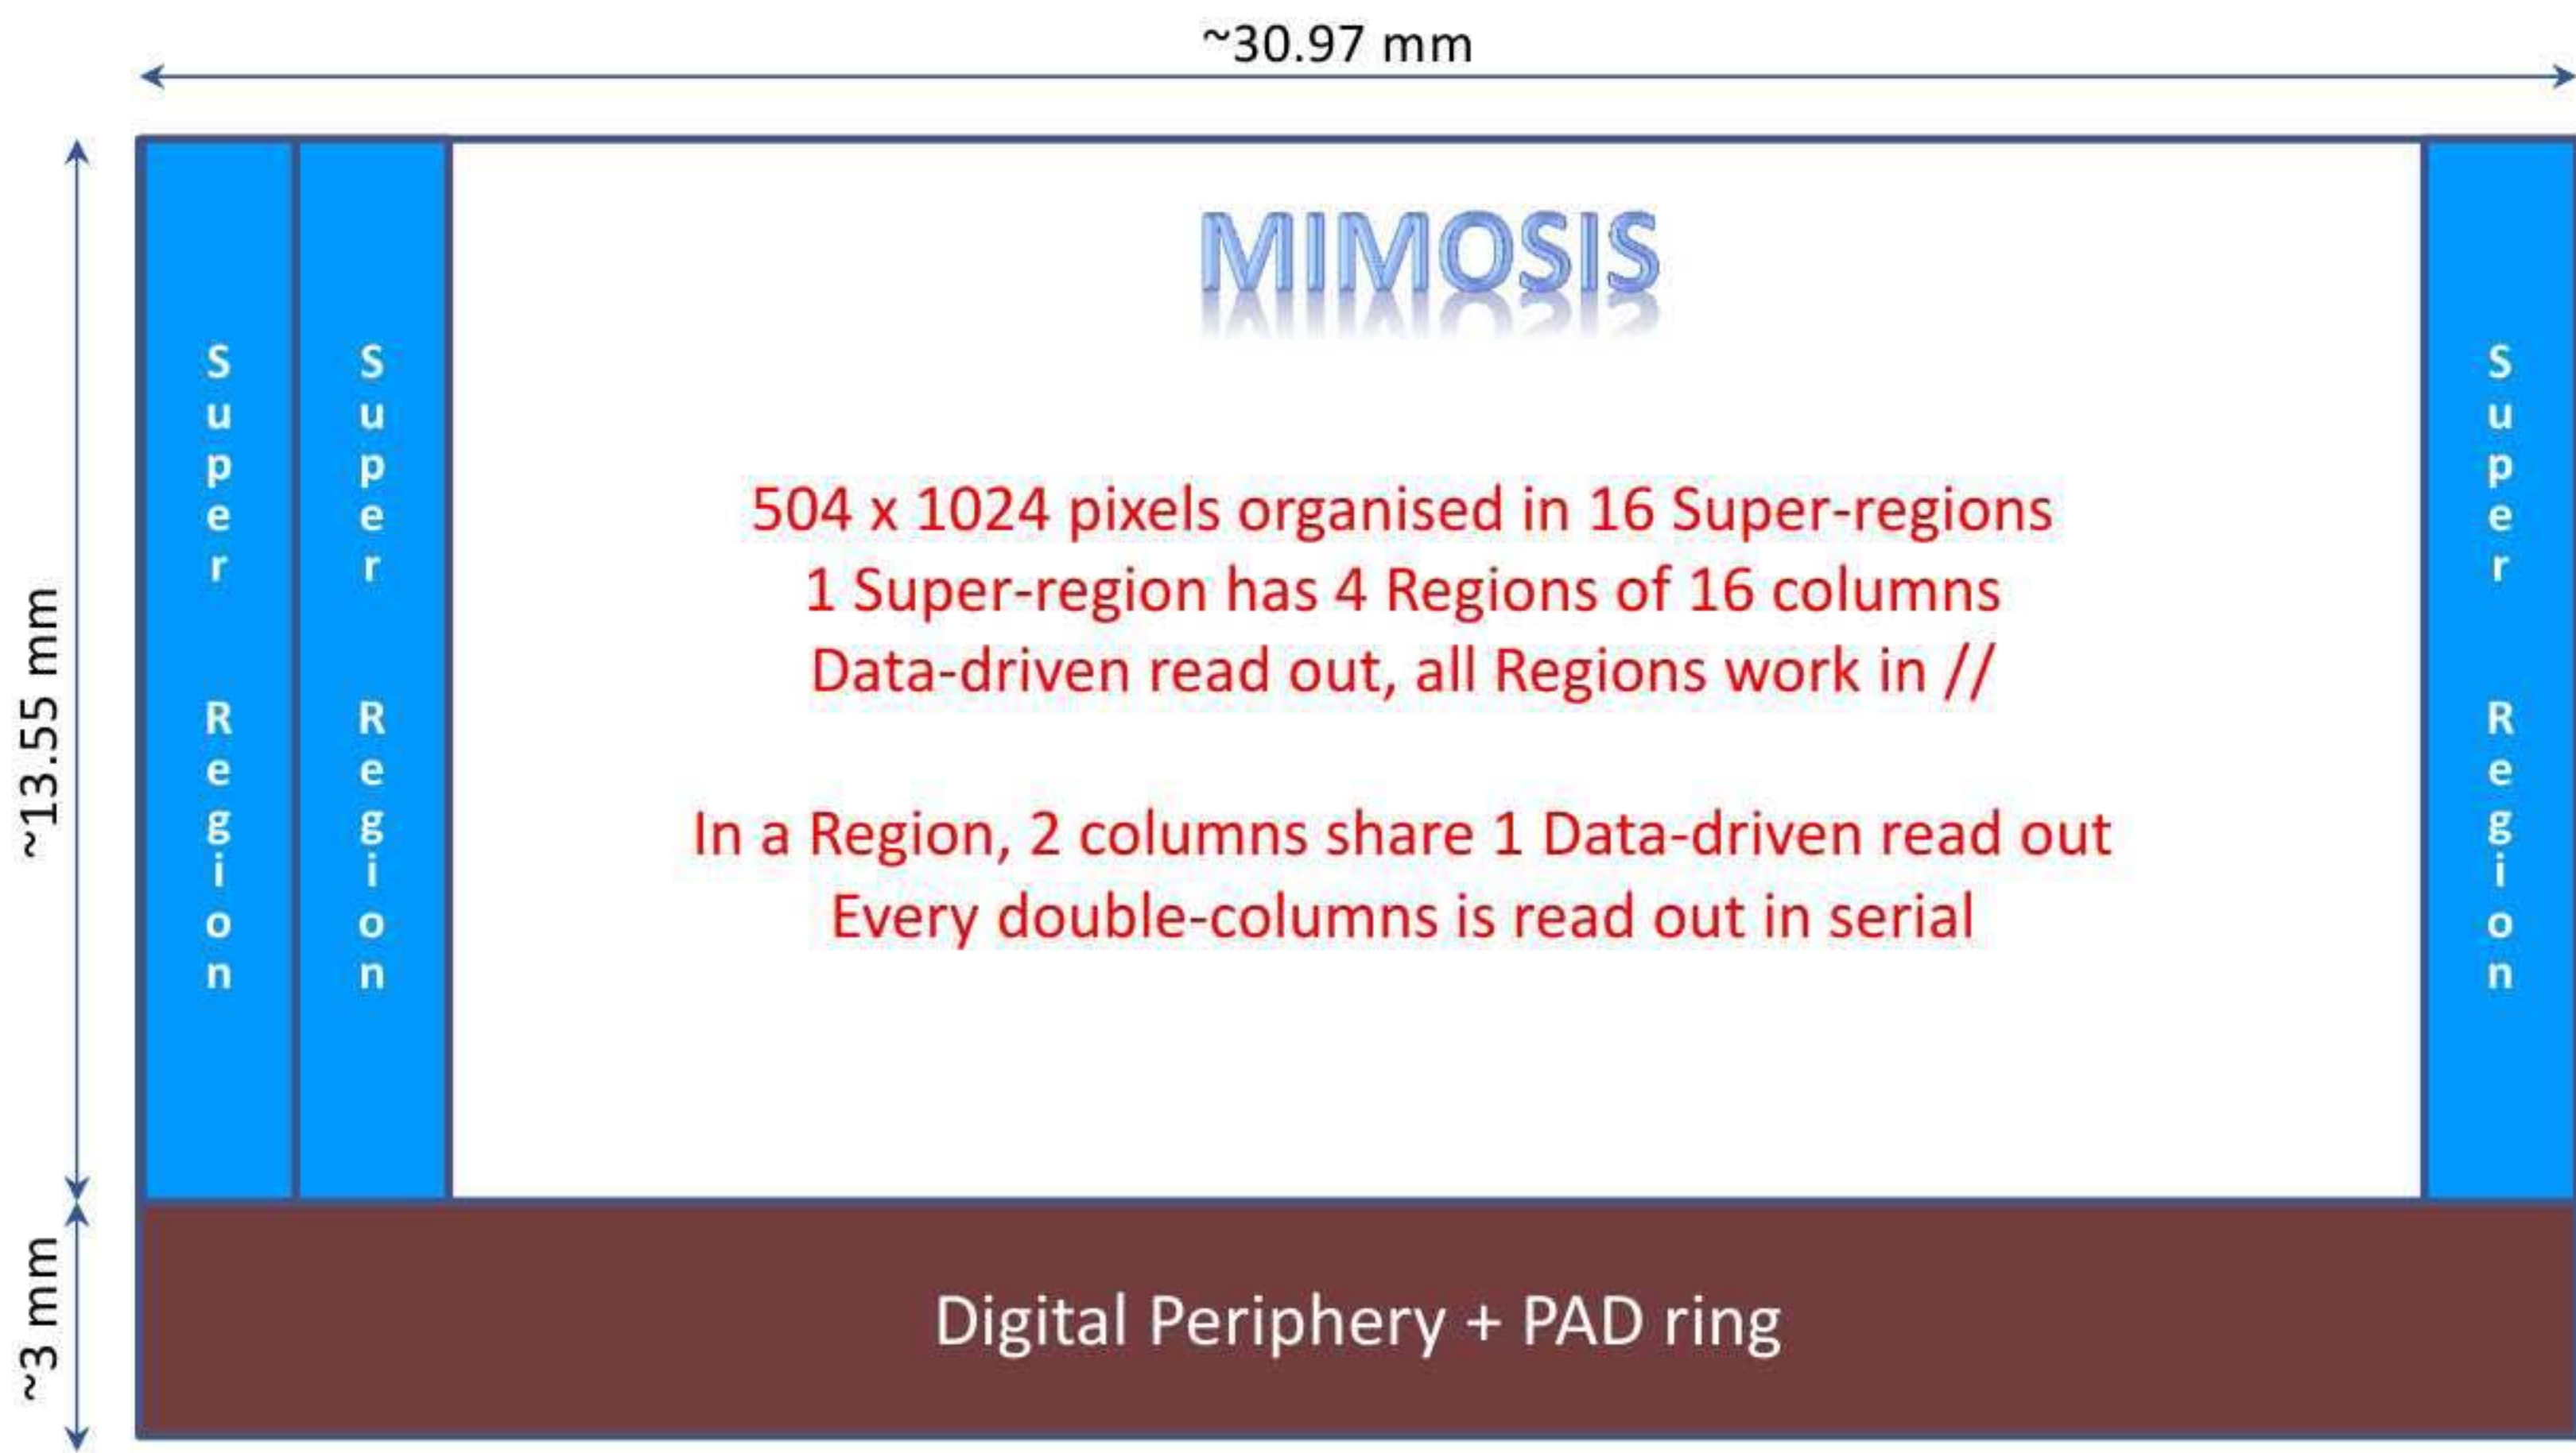 ~30.97 mm
MIMOSIS
Super Region
Super Region
Super Region
~13.55 mm
504 x 1024 pixels organised in 16 Super-regions
1 Super-region has 4 Regions of 16 columns
Data-driven read out, all Regions work in //
In a Region, 2 columns share 1 Data-driven read out
Every double-columns is read out in serial
~3 mm
Digital Periphery + PAD ring